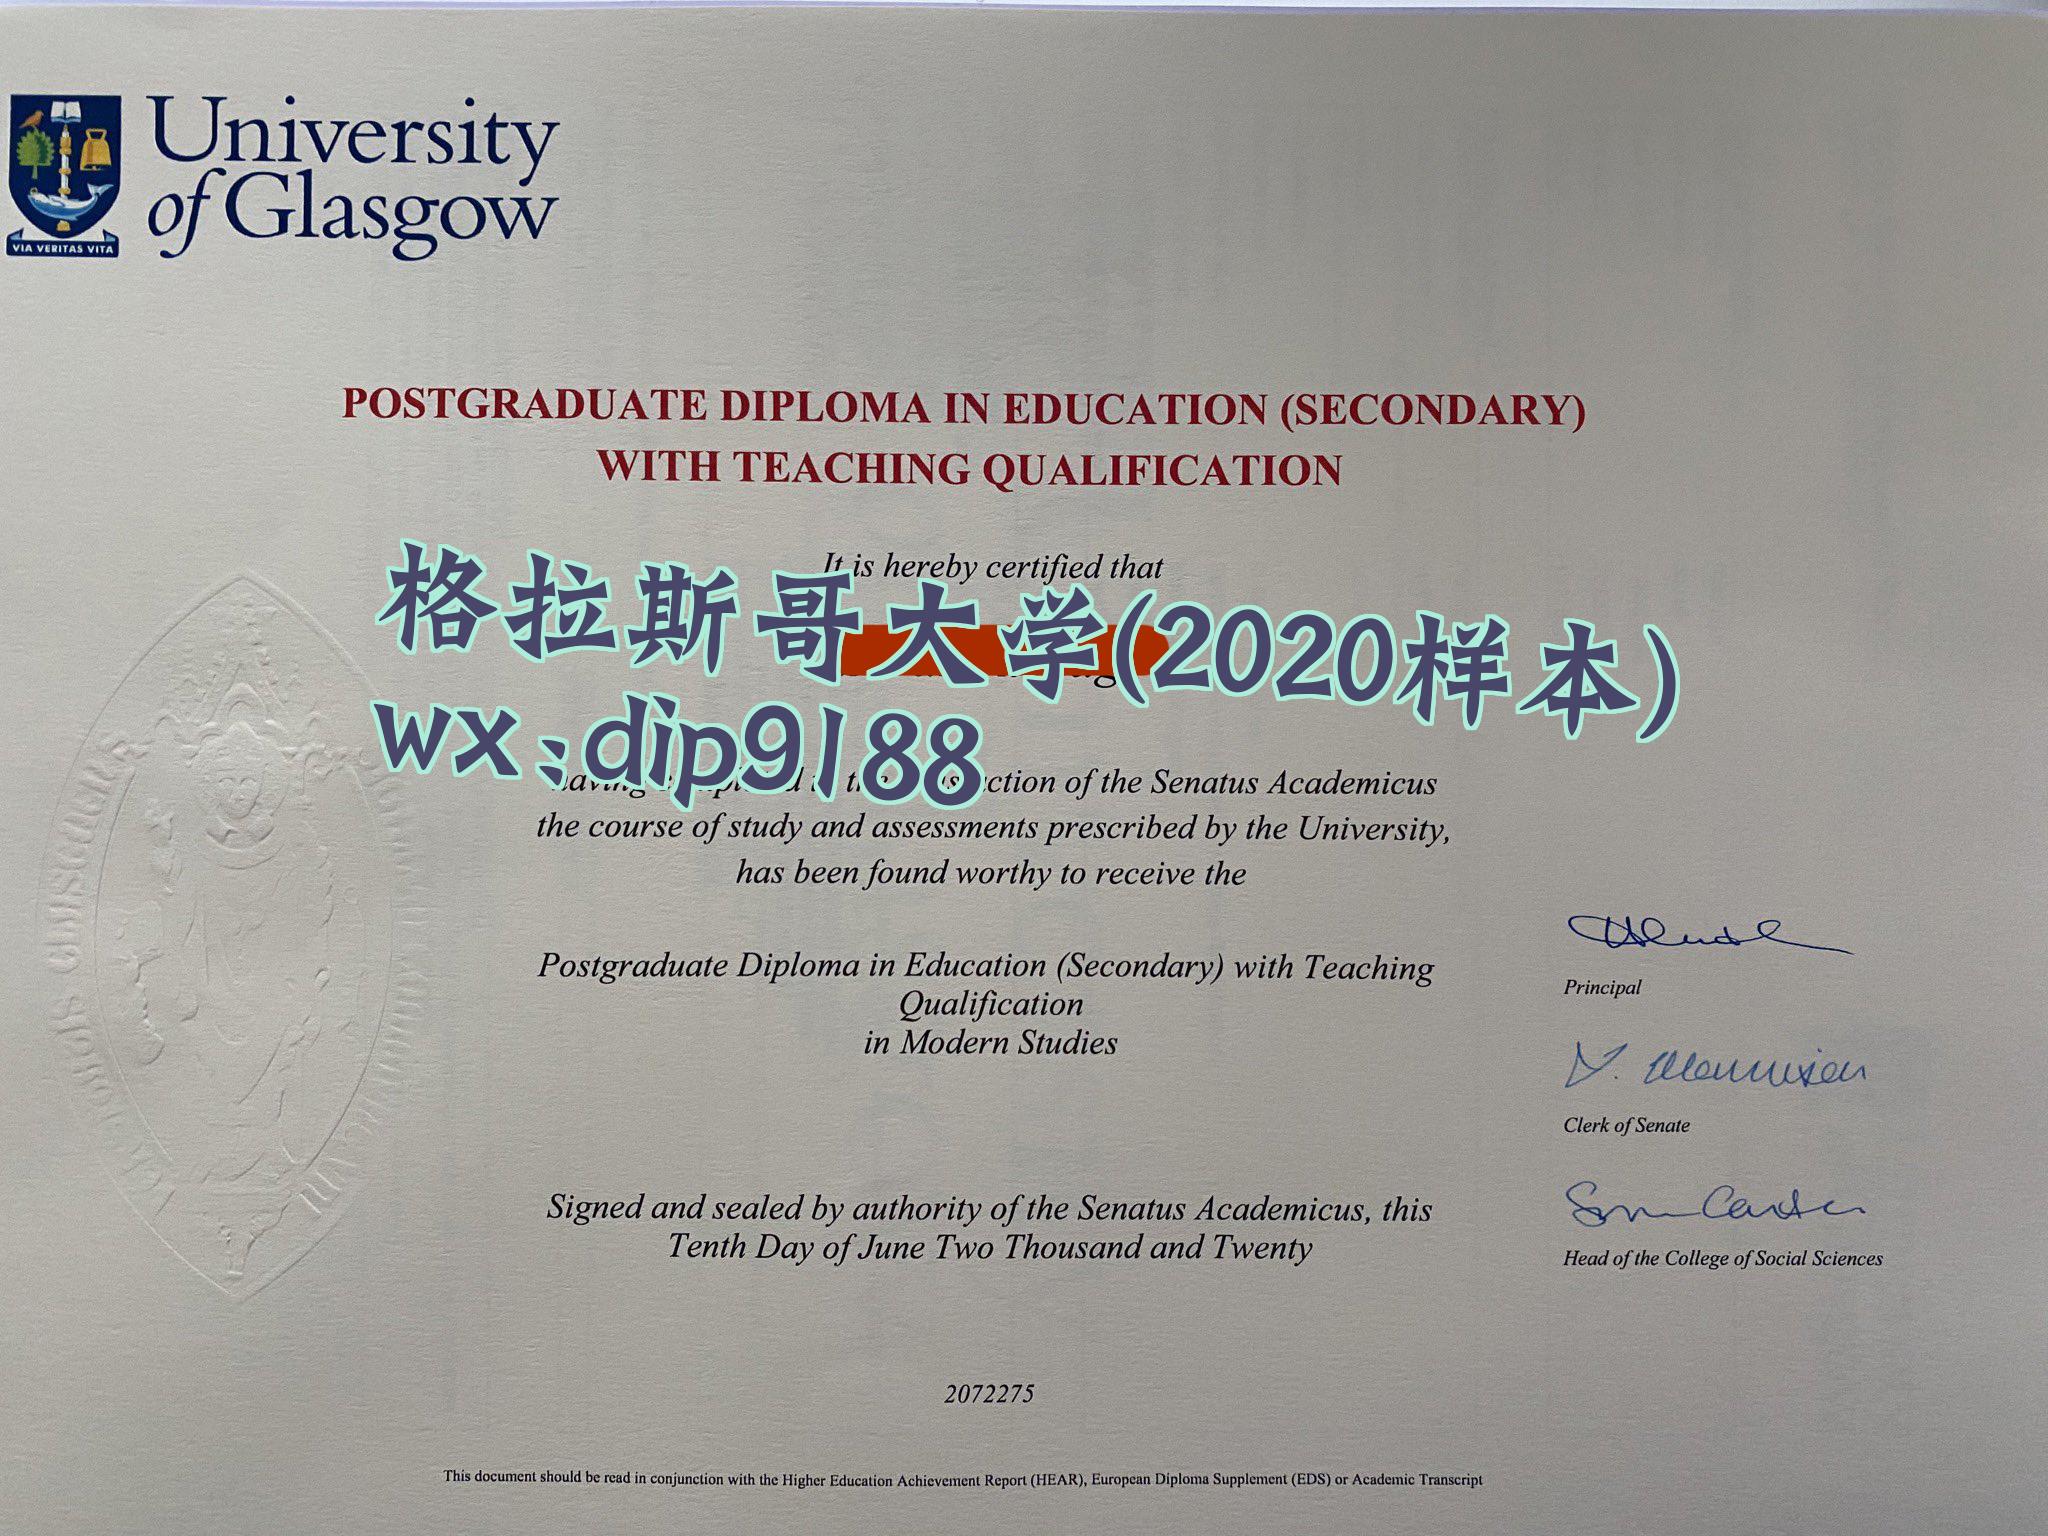 University
of Glasgow
VIA VERITAS VITA
POSTGRADUATE DIPLOMA IN EDUCATION (SECONDARY)
WITH TEACHING QUALIFICATION
It is hereby certified that
格拉斯哥大学(2020样本)
wx:dip9188
of the Senatus Academicus
the course of study and assessments prescribed by the University,
has been found worthy to receive the
Postgraduate Diploma in Education (Secondary) with Teaching
Qualification
in Modern Studies
Principal
Clerk of Senate
Signed and sealed by authority of the Senatus Academicus, this
Tenth Day of June Two Thousand and Twenty
Head of the College of Social Sciences
2072275
This document should be read in conjunction with the Higher Education Achievement Report (HEAR), European Diploma Supplement (EDS) or Academic Transcript